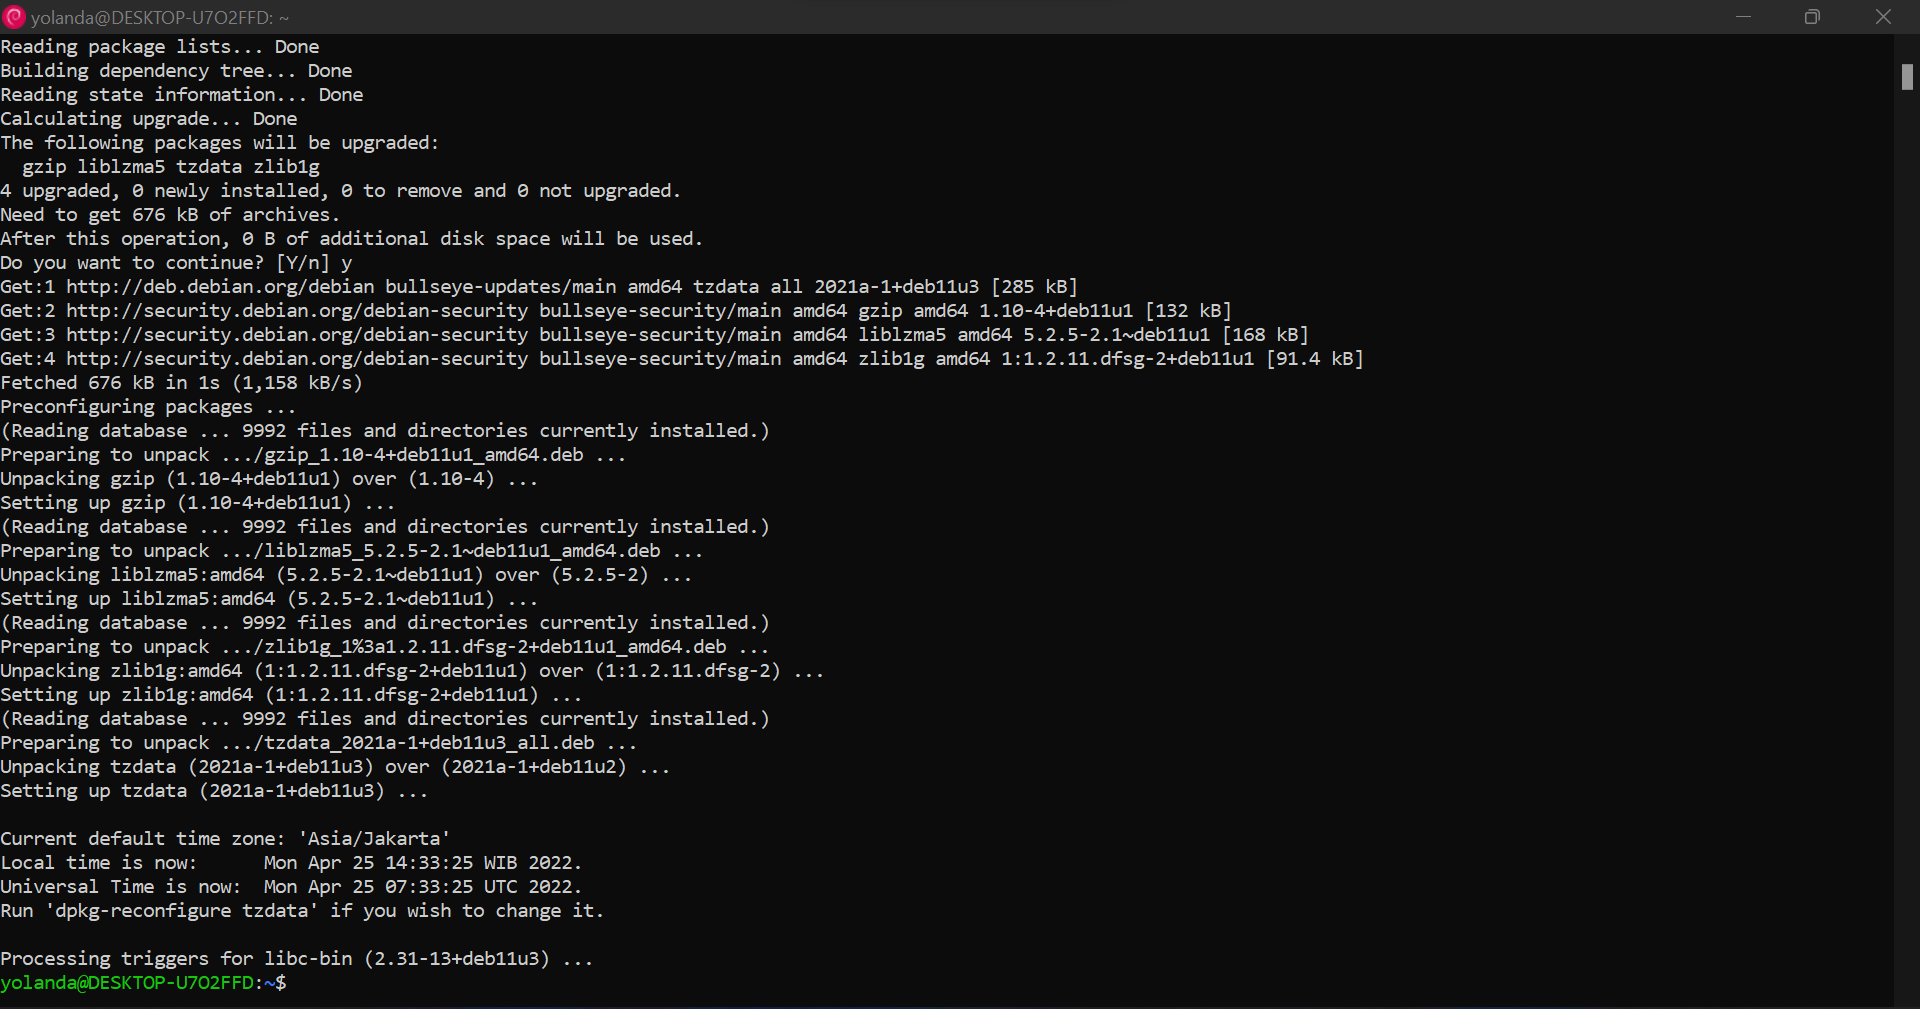 yolanda@DESKTOP-U7O2FFD: ~
Reading package lists... Done
Building dependency tree... Done
Reading state information... Done
Calculating upgrade... Done
The following packages will be upgraded:
  gzip liblzma5 tzdata zlib1g
4 upgraded, 0 newly installed, 0 to remove and 0 not upgraded.
Need to get 676 kB of archives.
After this operation, 0 B of additional disk space will be used.
Do you want to continue? [Y/n] y
Get:1 http://deb.debian.org/debian bullseye-updates/main amd64 tzdata all 2021a-1+deb11u3 [285 kB]
Get:2 http://security.debian.org/debian-security bullseye-security/main amd64 gzip amd64 1.10-4+deb11u1 [132 kB]
Get:3 http://security.debian.org/debian-security bullseye-security/main amd64 liblzma5 amd64 5.2.5-2.1~deb11u1 [168 kB]
Get:4 http://security.debian.org/debian-security bullseye-security/main amd64 zlib1g amd64 1:1.2.11.dfsg-2+deb11u1 [91.4 kB]
Fetched 676 kB in 1s (1,158 kB/s)
Preconfiguring packages ...
(Reading database ... 9992 files and directories currently installed.)
Preparing to unpack .../gzip_1.10-4+deb11u1_amd64.deb ...
Unpacking gzip (1.10-4+deb11u1) over (1.10-4) ...
Setting up gzip (1.10-4+deb11u1) ...
(Reading database ... 9992 files and directories currently installed.)
Preparing to unpack .../liblzma5_5.2.5-2.1~deb11u1_amd64.deb ...
Unpacking liblzma5:amd64 (5.2.5-2.1~deb11u1) over (5.2.5-2) ...
Setting up liblzma5:amd64 (5.2.5-2.1~deb11u1) ...
(Reading database ... 9992 files and directories currently installed.)
Preparing to unpack .../zlib1g_1%3a1.2.11.dfsg-2+deb11u1_amd64.deb ...
Unpacking zlib1g:amd64 (1:1.2.11.dfsg-2+deb11u1) over (1:1.2.11.dfsg-2) ...
Setting up zlib1g:amd64 (1:1.2.11.dfsg-2+deb11u1) ...
(Reading database ... 9992 files and directories currently installed.)
Preparing to unpack .../tzdata_2021a-1+deb11u3_all.deb ...
Unpacking tzdata (2021a-1+deb11u3) over (2021a-1+deb11u2) ...
Setting up tzdata (2021a-1+deb11u3) ...

Current default time zone: 'Asia/Jakarta'
Local time is now:      Mon Apr 25 14:33:25 WIB 2022.
Universal Time is now:  Mon Apr 25 07:33:25 UTC 2022.
Run 'dpkg-reconfigure tzdata' if you wish to change it.

Processing triggers for libc-bin (2.31-13+deb11u3) ...
yolanda@DESKTOP-U7O2FFD:~$